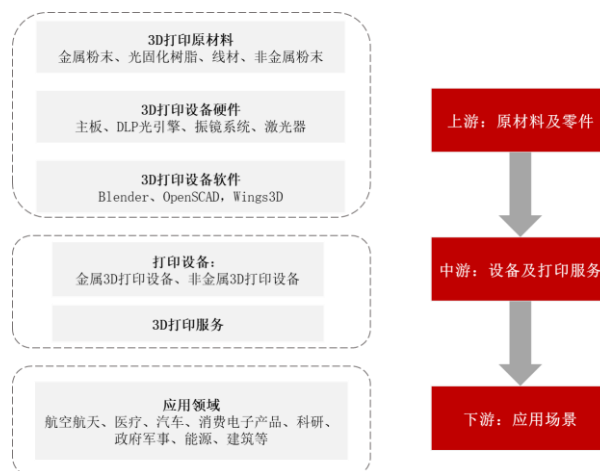 3D打印原材料
金属粉末、光固化树脂、线材、非金属粉末
3D打印设备硬件
主板、DLP光引擎、振镜系统、激光器
3D打印设备软件
Blender、OpenSCAD，Wings3D
上游：原材料及零件
打印设备：
金属3D打印设备、非金属3D打印设备
3D打印服务
中游：设备及打印服务
应用领域
航空航天、医疗、汽车、消费电子产品、科研、
政府军事、能源、建筑等
下游：应用场景